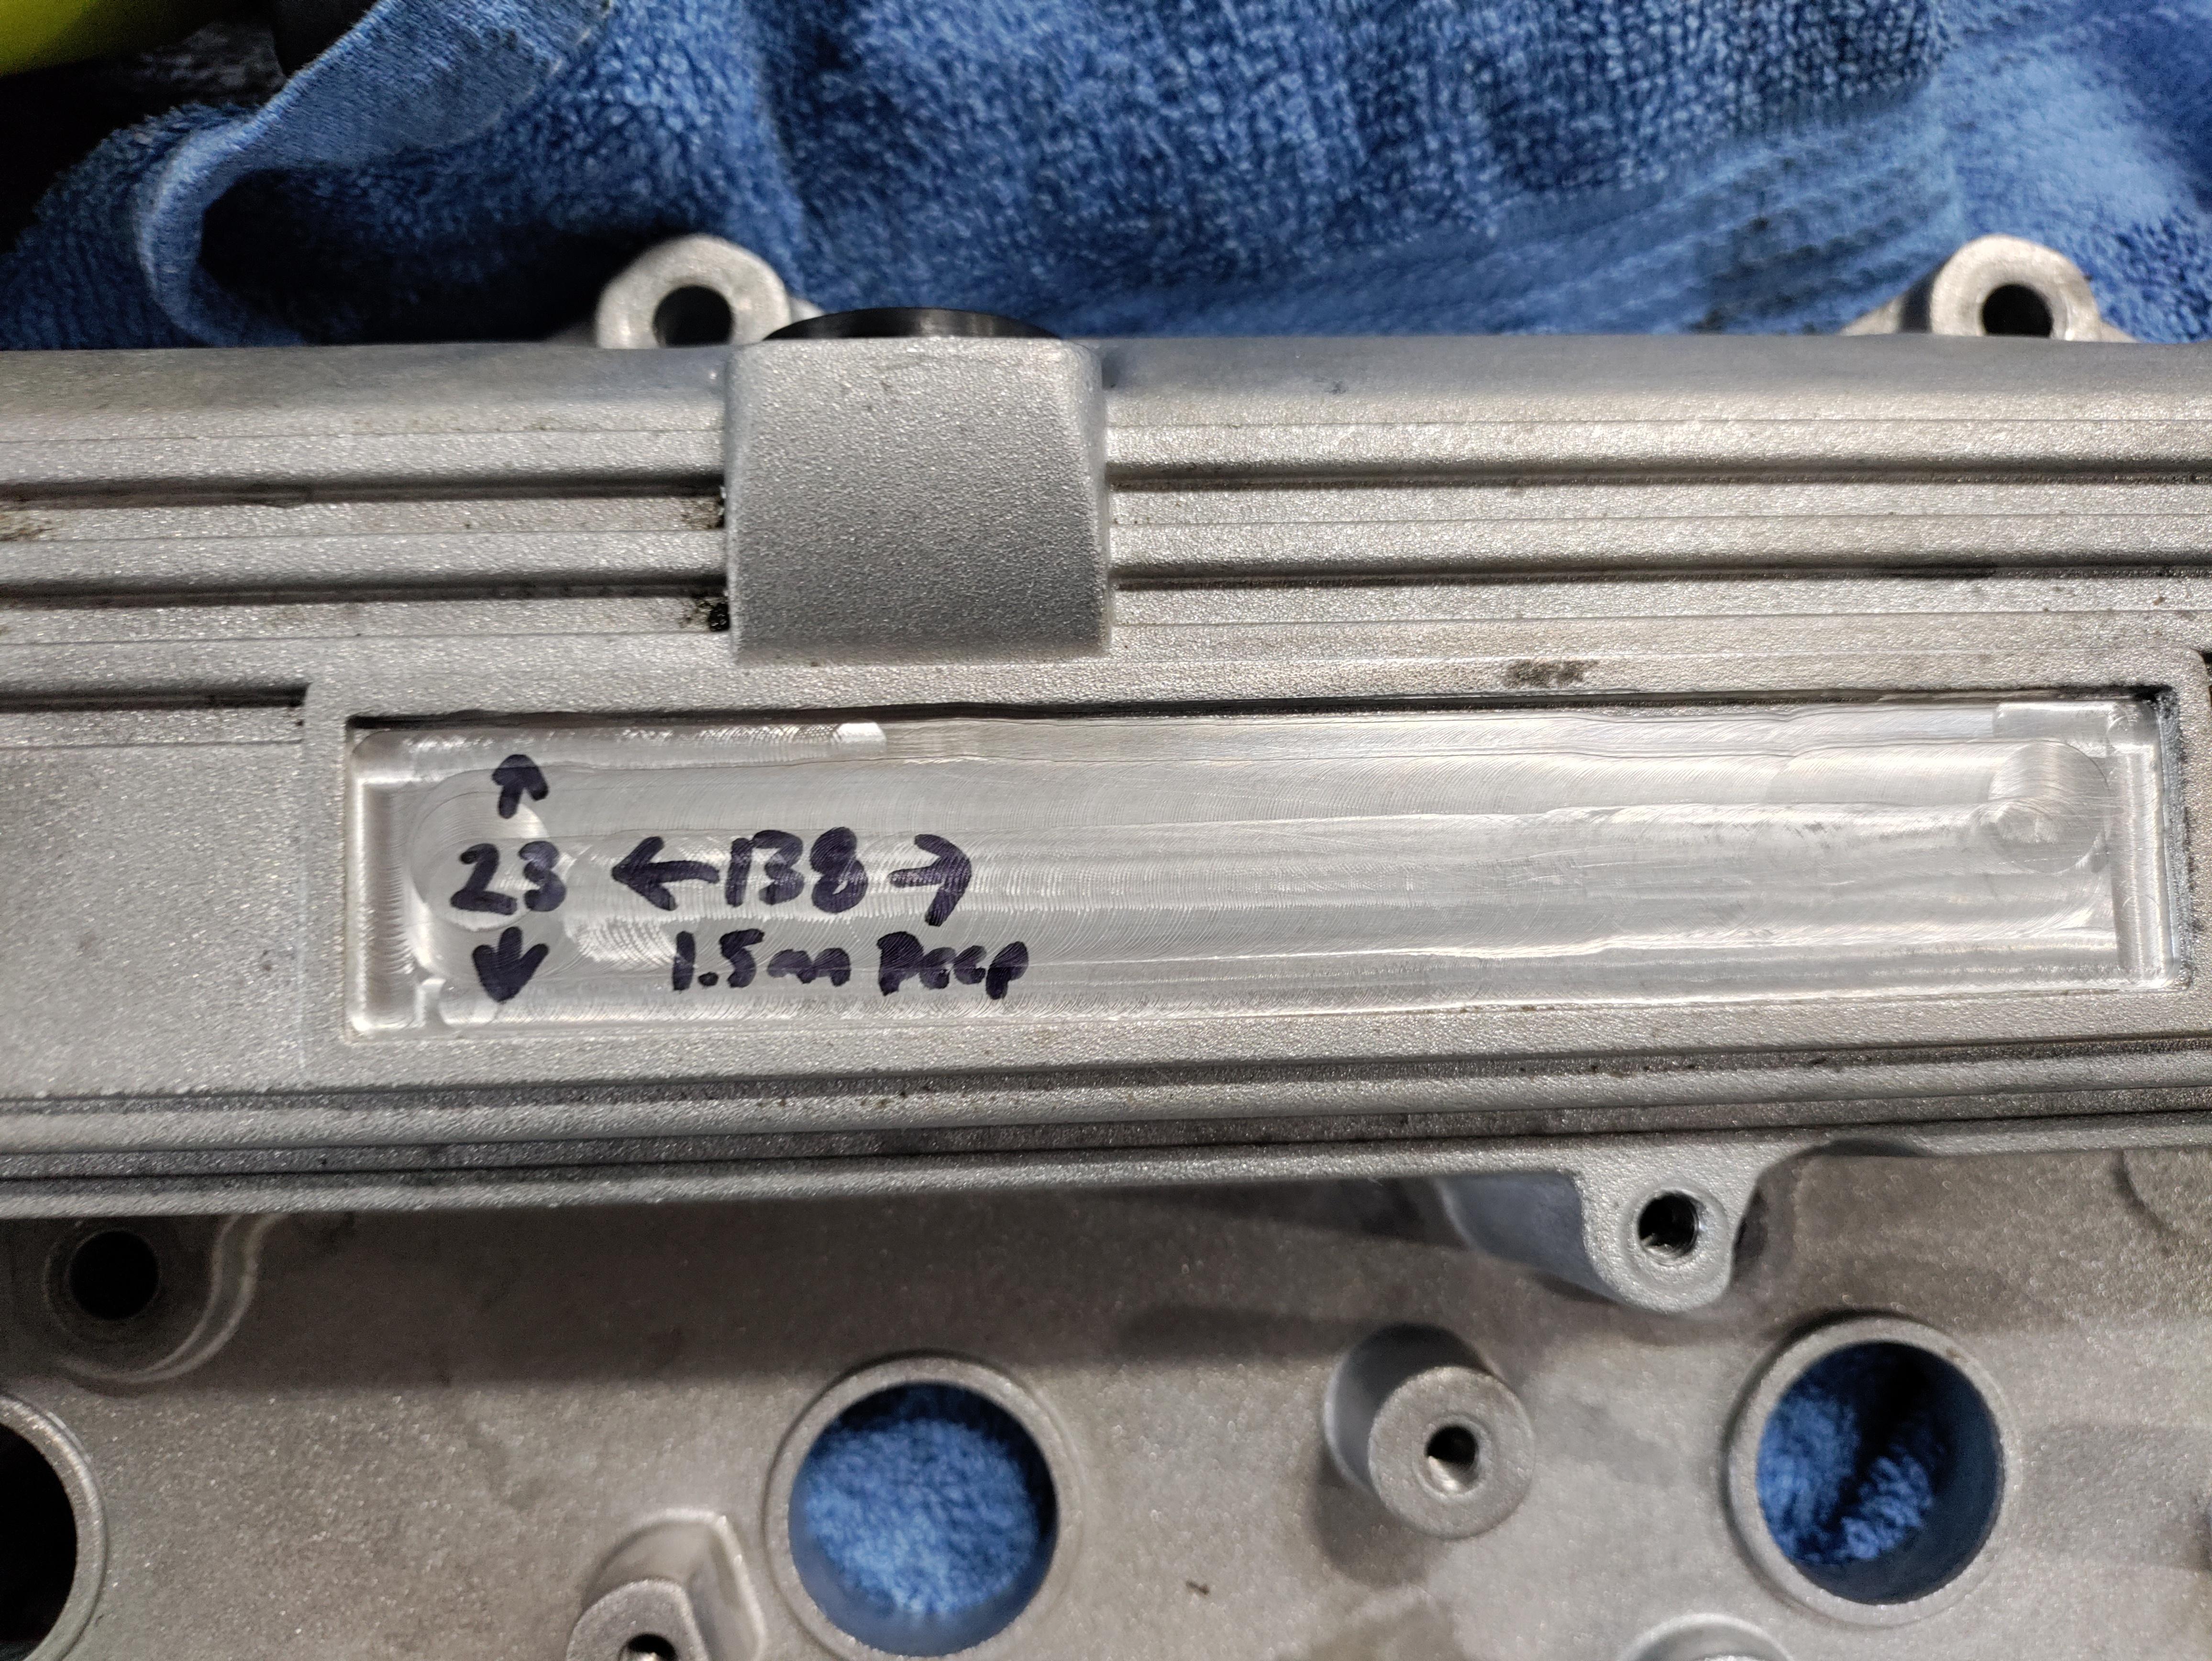 ↑
23 ←138→
↓ 1.5mm Deep